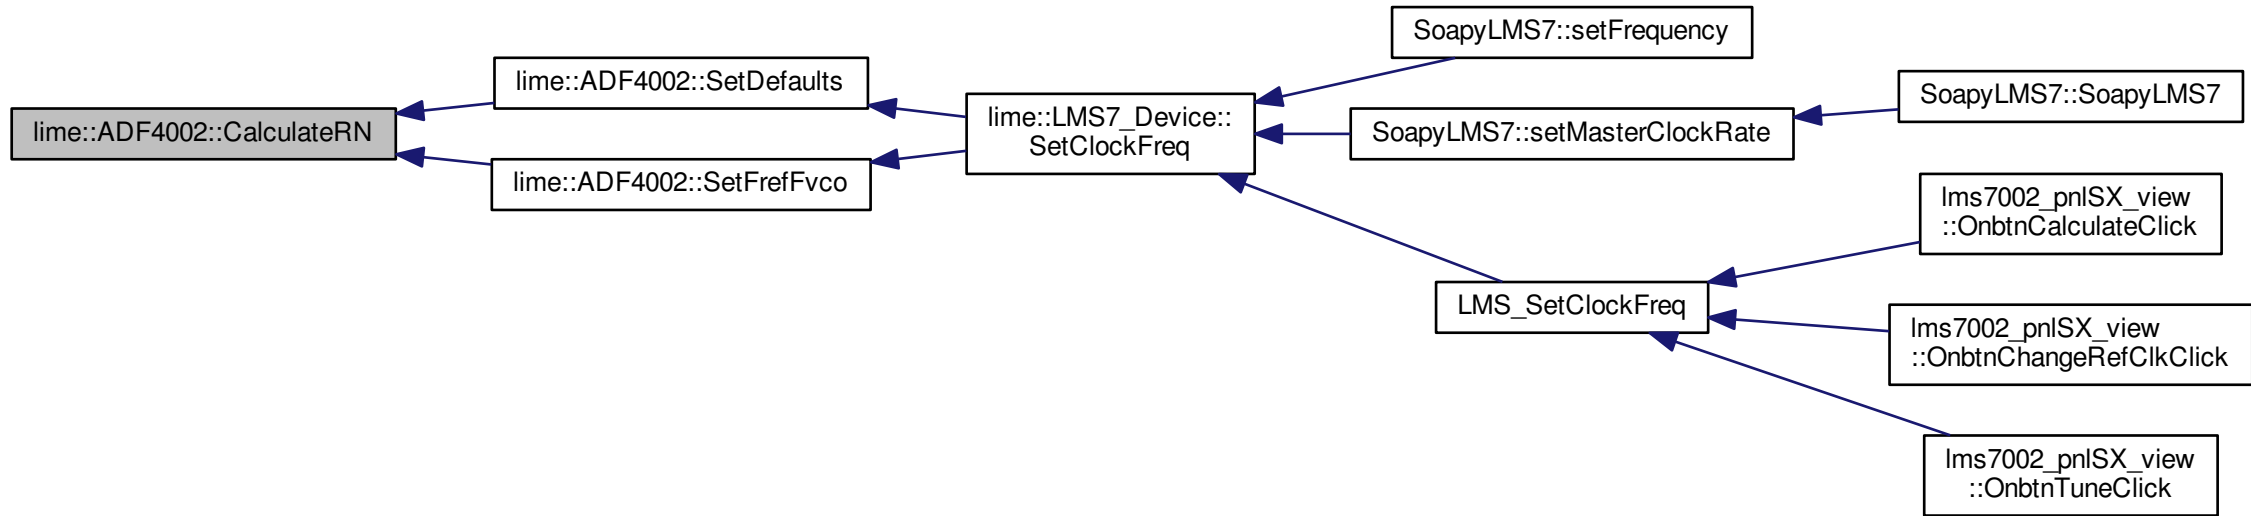 lime::ADF4002::CalculateRN
lime::ADF4002::SetDefaults
lime::ADF4002::SetFrefFvco
lime::LMS7_Device::
SetClockFreq
SoapyLMS7::setFrequency
SoapyLMS7::setMasterClockRate
SoapyLMS7::SoapyLMS7
LMS_SetClockFreq
lms7002_pnlSX_view
::OnbtnCalculateClick
lms7002_pnlSX_view
::OnbtnChangeRefClkClick
lms7002_pnlSX_view
::OnbtnTuneClick